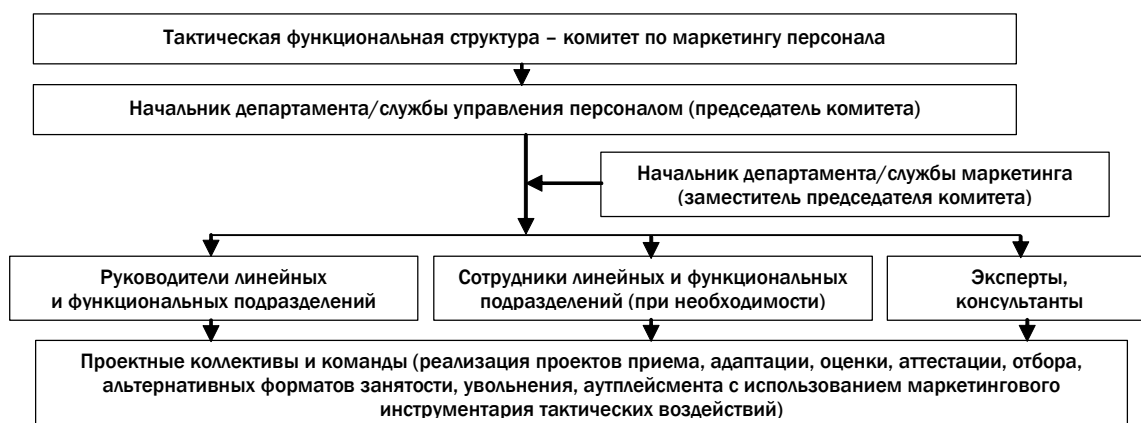 Тактическая функциональная структура – комитет по маркетингу персонала
Начальник департамента/службы управления персоналом (председатель комитета)
Начальник департамента/службы маркетинга
(заместитель председателя комитета)
Руководители линейных
и функциональных подразделений
Сотрудники линейных и функциональных
подразделений (при необходимости)
Эксперты,
консультанты
Проектные коллективы и команды (реализация проектов приема, адаптации, оценки, аттестации, отбора,
альтернативных форматов занятости, увольнения, аутплейсмента с использованием маркетингового
инструментария тактических воздействий)